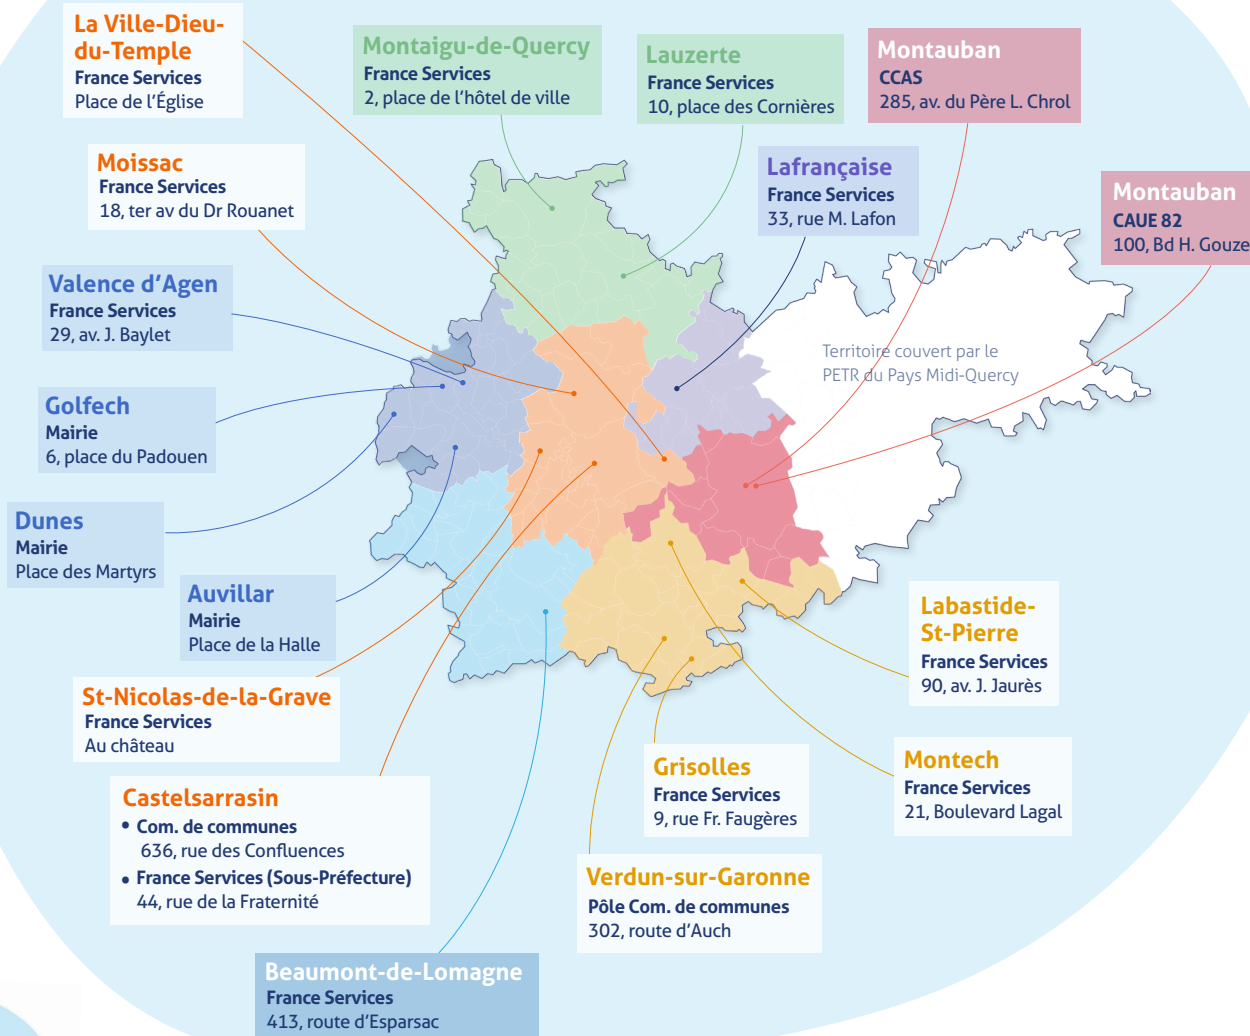 La Ville-Dieu-
du-Temple
France Services
Place de l’Église
Montaigu-de-Quercy
France Services
2, place de l’hôtel de ville
Lauzerte
France Services
10, place des Cornières
Montauban
CCAS
285, av. du Père L. Chrol
Moissac
France Services
18, ter av du Dr Rouanet
Lafrançaise
France Services
33, rue M. Lafon
Montauban
CAUE 82
100, Bd H. Gouze
Valence d’Agen
France Services
29, av. J. Baylet
Territoire couvert par le
PETR du Pays Midi-Quercy
Golfech
Mairie
6, place du Padouen
Dunes
Mairie
Place des Martyrs
Auvillar
Mairie
Place de la Halle
Labastide-
St-Pierre
France Services
90, av. J. Jaurès
St-Nicolas-de-la-Grave
France Services
Au château
Grisolles
France Services
9, rue Fr. Faugères
Montech
France Services
21, Boulevard Lagal
Castelsarrasin
• Com. de communes
636, rue des Confluences
• France Services (Sous-Préfecture)
44, rue de la Fraternité
Verdun-sur-Garonne
Pôle Com. de communes
302, route d’Auch
Beaumont-de-Lomagne
France Services
413, route d’Esparsac